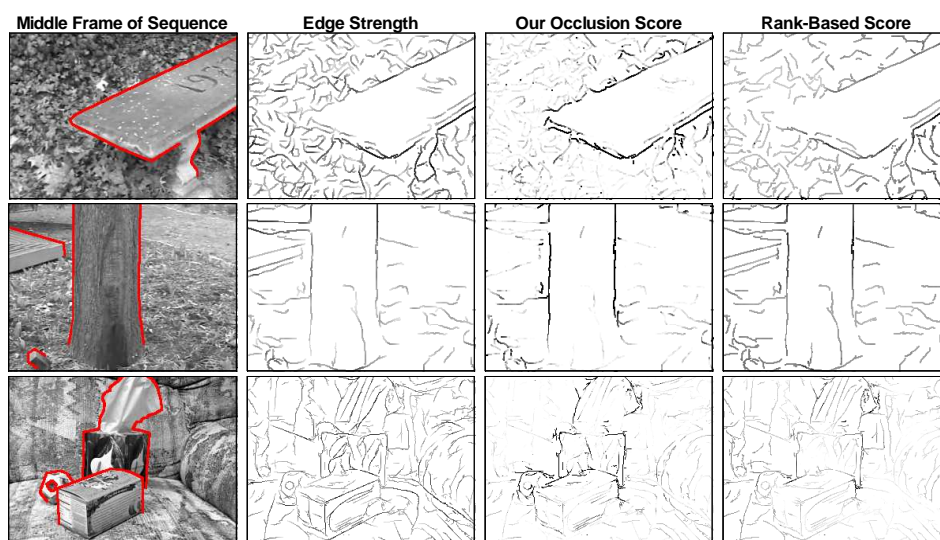 Middle Frame of Sequence
Edge Strength
Our Occlusion Score
Rank-Based Score